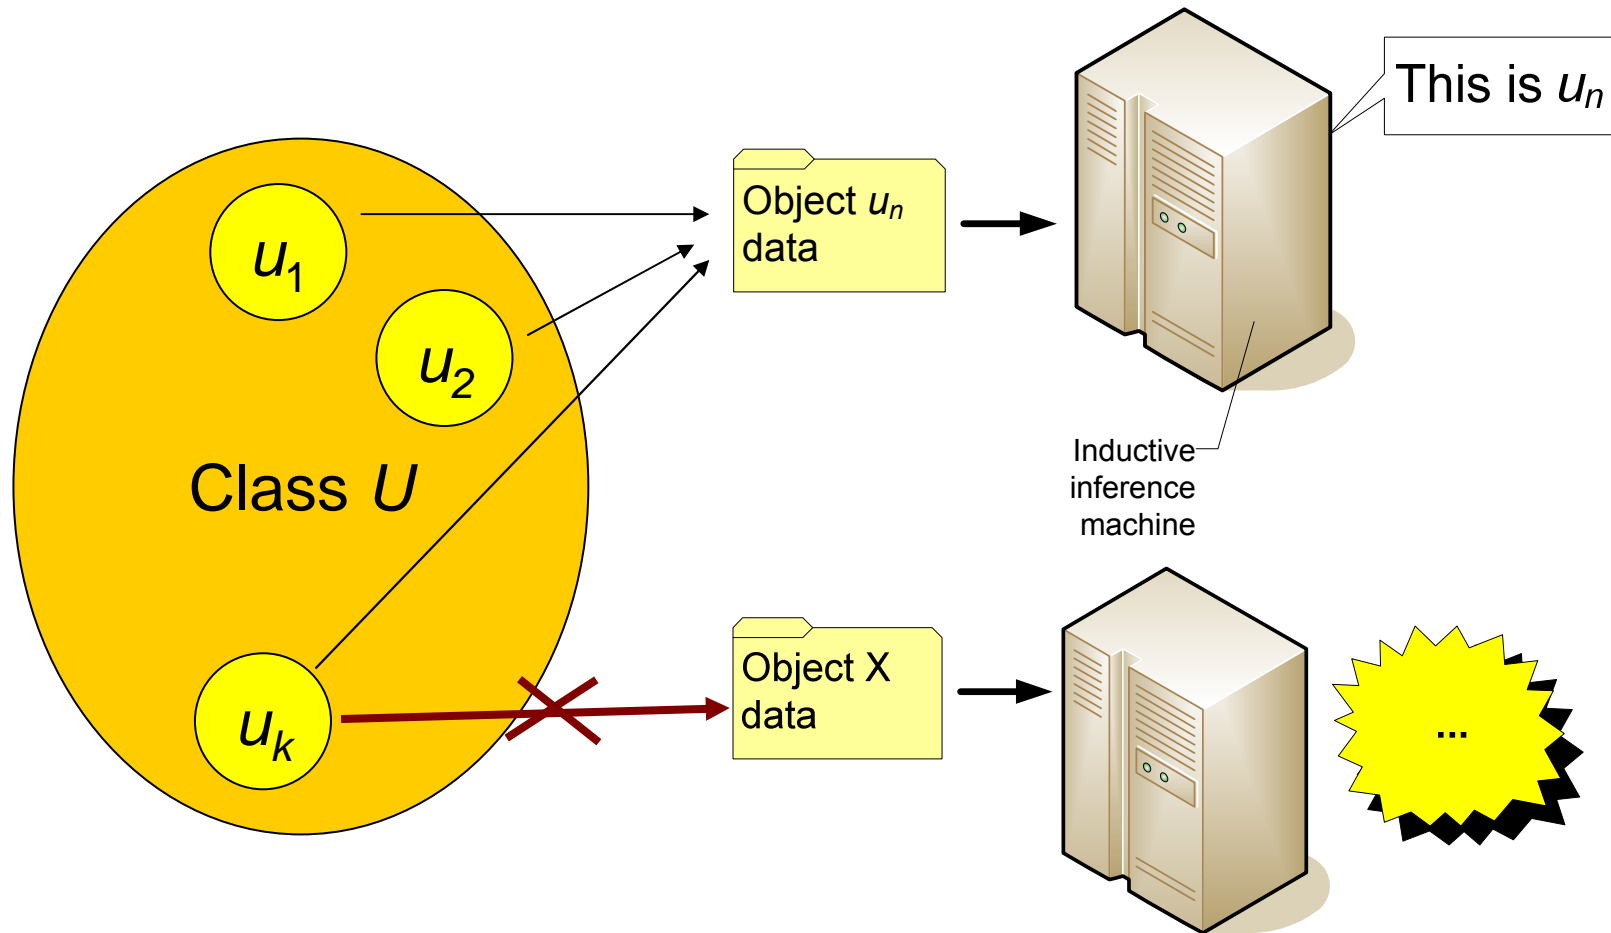 This is uₙ
Object uₙ
data
u₁
u₂
Class U
Inductive
inference
machine
Object X
data
uₖ
...